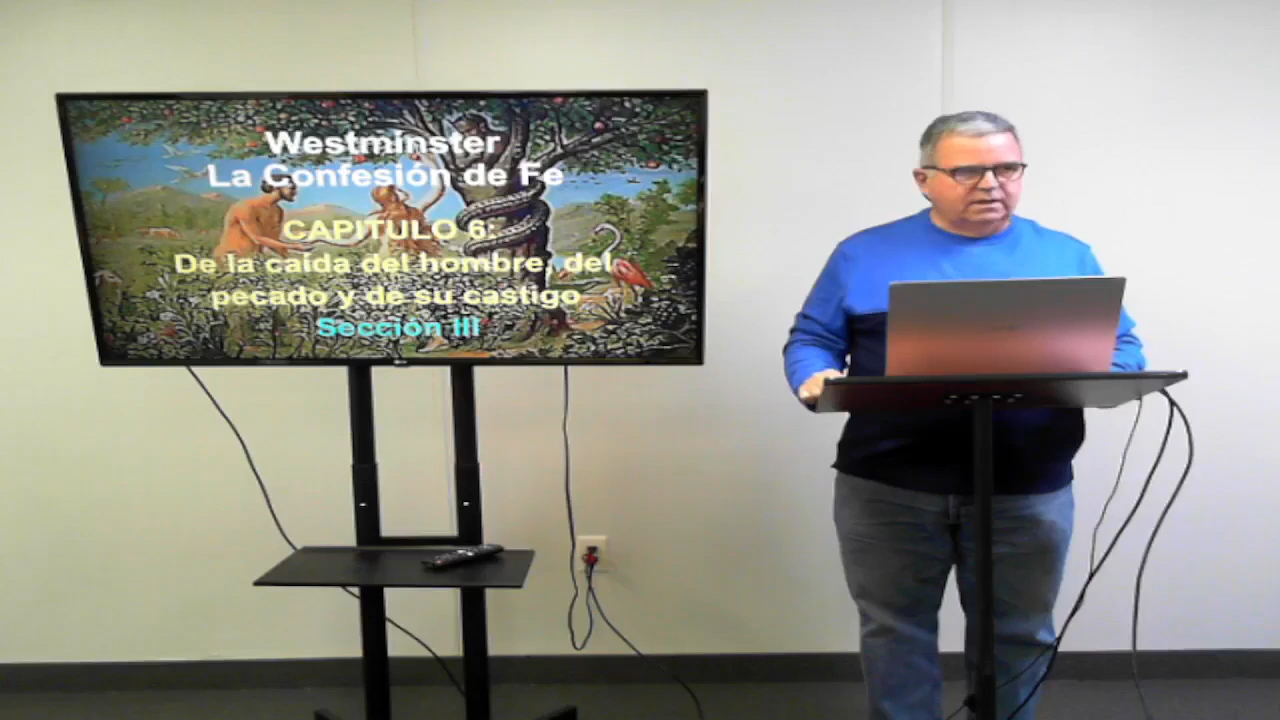 Westminster
La Confesión de Fe
CAPITULO 6:
De la caída del hombre, del
pecado y de su castigo
Sección III